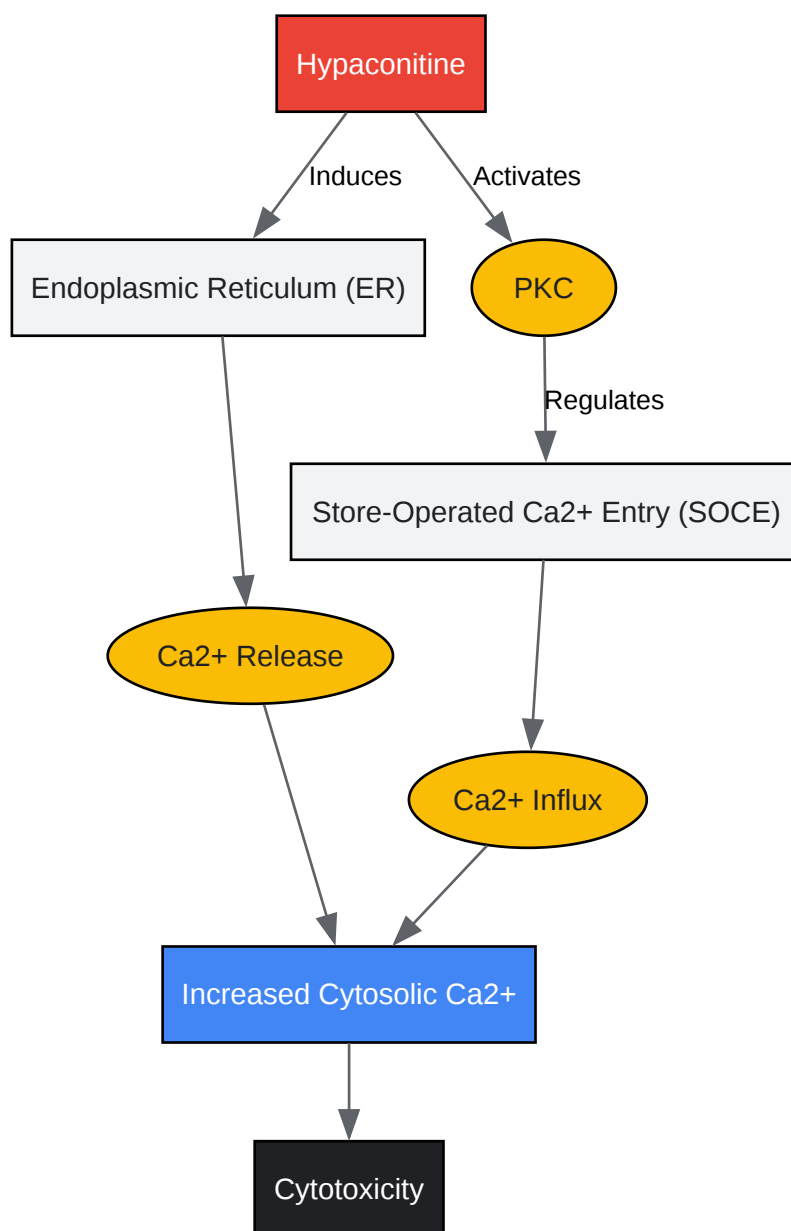 Hypaconitine
Induces
Activates
Endoplasmic Reticulum (ER)
PKC
Regulates
Store-Operated Ca2+ Entry (SOCE)
Ca2+ Release
Ca2+ Influx
Increased Cytosolic Ca2+
Cytotoxicity